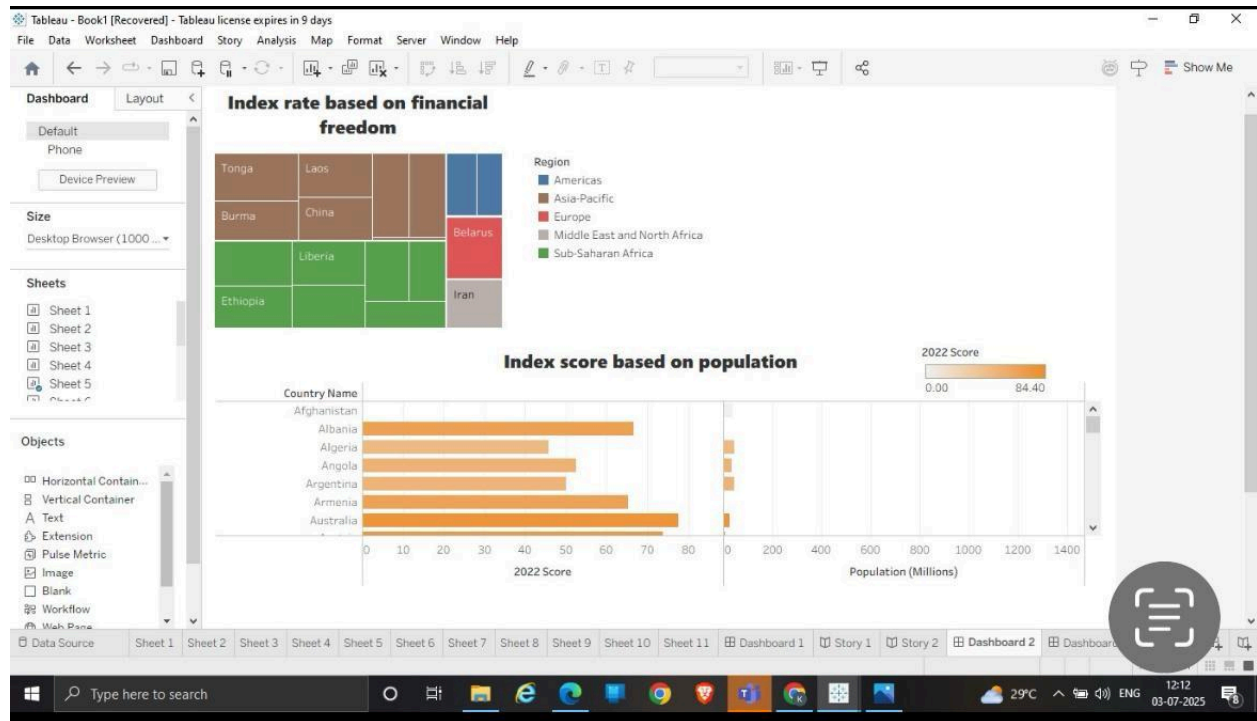 Tableau - Book1 [Recovered] - Tableau license expires in 9 days
File Data Worksheet Dashboard Story Analysis Map Format Server Window Help
Show Me
Dashboard Layout
Default
Phone
Device Preview
Size
Desktop Browser (1000 ...
Sheets
Sheet 1
Sheet 2
Sheet 3
Sheet 4
Sheet 5
Objects
Horizontal Contain...
Vertical Container
A Text
Extension
Pulse Metric
Image
Blank
Workflow
Web Page
Index rate based on financial
freedom
Tonga
Laos
Burma
China
Belarus
Liberia
Ethiopia
Iran
Region
Americas
Asia-Pacific
Europe
Middle East and North Africa
Sub-Saharan Africa
Index score based on population
2022 Score
0.00 84.40
Country Name
Afghanistan
Albania
Algeria
Angola
Argentina
Armenia
Australia
0 10 20 30 40 50 60 70 80 0 200 400 600 800 1000 1200 1400
2022 Score Population (Millions)
Data Source Sheet 1 Sheet 2 Sheet 3 Sheet 4 Sheet 5 Sheet 6 Sheet 7 Sheet 8 Sheet 9 Sheet 10 Sheet 11 Dashboard 1 Story 1 Story 2 Dashboard 2 Dashboar
Type here to search
29°C ENG 12:12
03-07-2025